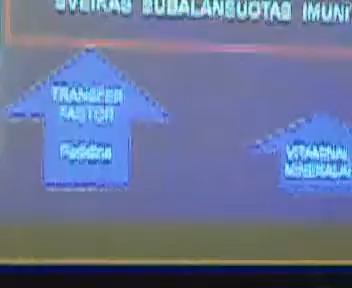 SVEIKAS SUBALANSUOTAS IMUNI
TRANSFER
FACTOR
VITAMINAI
MINERALAI